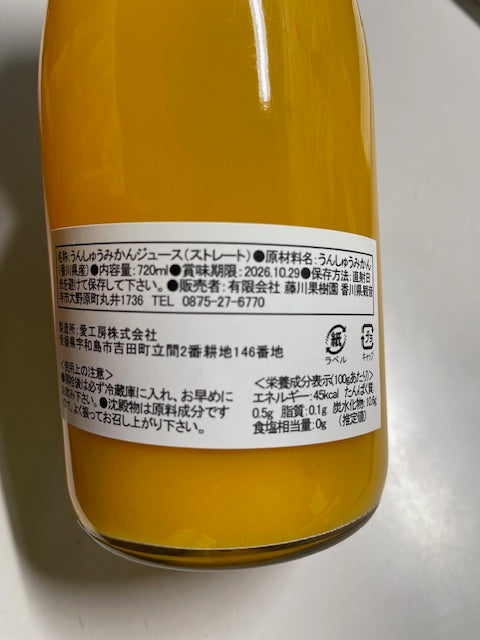 名称:うんしゅうみかんジュース(ストレート)●原材料名:うんしゅうみかん
(香川県産)●内容量:720ml●賞味期限:2026.10.29●保存方法:直射日
光を避けて保存して下さい。●販売者:有限会社 藤川果樹園 香川県観音
寺市大野原町丸井1736 TEL 0875-27-6770
製造所:愛工房株式会社
愛媛県宇和島市吉田町立間2番耕地146番地
紙
ラベル
プラ
キャップ
<使用上の注意>
●開栓後は必ず冷蔵庫に入れ、お早めに
お飲み下さい。●沈殿物は原料成分です
ので、よく振ってお召し上がり下さい。
<栄養成分表示(100gあたり)>
エネルギー:45kcal たんぱく質:
0.5g 脂質:0.1g 炭水化物:10.8g
食塩相当量:0g (推定値)